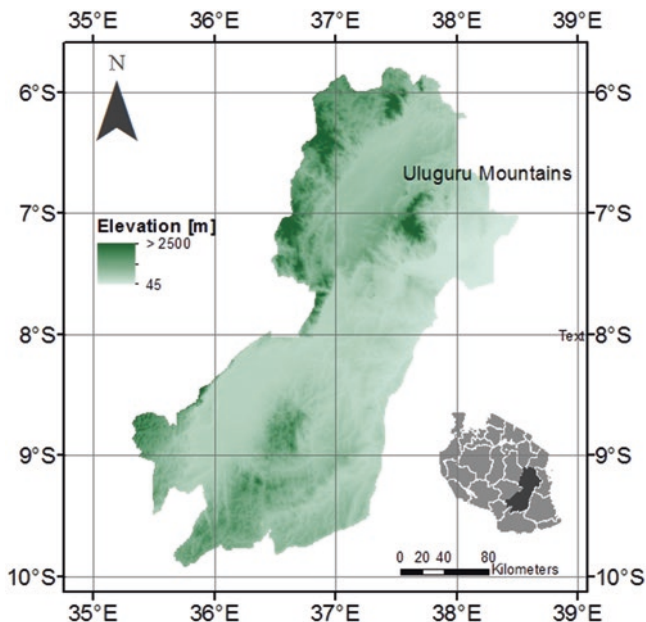 35°E 36°E 37°E 38°E 39°E
N
6°S 6°S
Uluguru Mountains
7°S 7°S
Elevation [m]
> 2500
45
8°S 8°S
Text
9°S 9°S
0 20 40 80
Kilometers
10°S 10°S
35°E 36°E 37°E 38°E 39°E